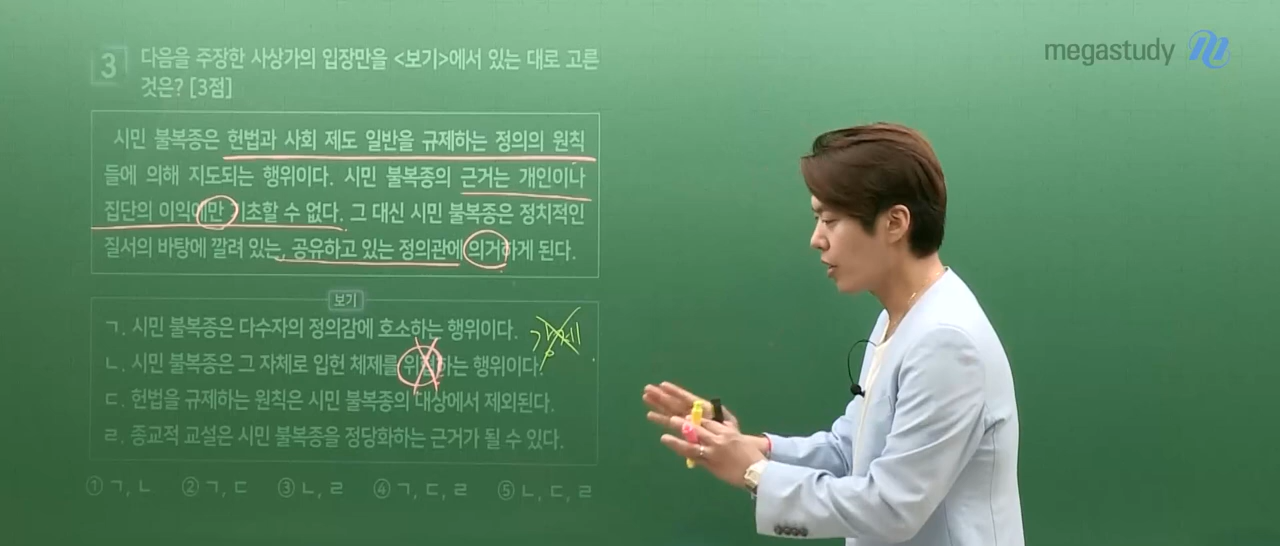 megastudy
3 다음을 주장한 사상가의 입장만을 <보기>에서 있는 대로 고른
것은? [3점]
시민 불복종은 헌법과 사회 제도 일반을 규제하는 정의의 원칙
들에 의해 지도되는 행위이다. 시민 불복종의 근거는 개인이나
집단의 이익에만 기초할 수 없다. 그 대신 시민 불복종은 정치적인
질서의 바탕에 깔려 있는, 공유하고 있는 정의관에 의거하게 된다.
보기
ㄱ. 시민 불복종은 다수자의 정의감에 호소하는 행위이다.
ㄴ. 시민 불복종은 그 자체로 입헌 체제를 위협하는 행위이다.
ㄷ. 헌법을 규제하는 원칙은 시민 불복종의 대상에서 제외된다.
ㄹ. 종교적 교설은 시민 불복종을 정당화하는 근거가 될 수 있다.
① ㄱ, ㄴ ② ㄱ, ㄷ ③ ㄴ, ㄹ ④ ㄱ, ㄷ, ㄹ ⑤ ㄴ, ㄷ, ㄹ